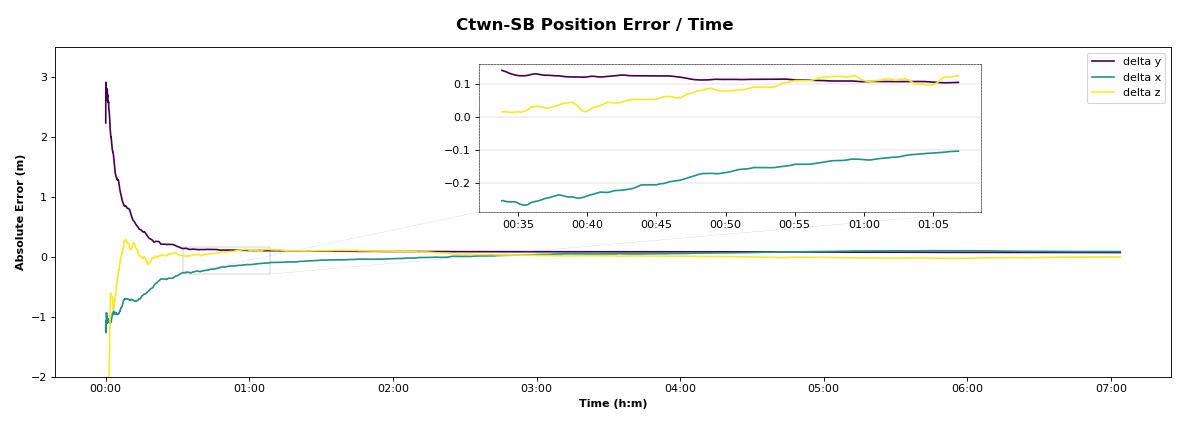 Ctwn-SB Position Error / Time
delta y
delta x
delta z
0.1
0.0
−0.1
−0.2
00:35 00:40 00:45 00:50 00:55 01:00 01:05
3
2
1
0
−1
−2
Absolute Error (m)
00:00 01:00 02:00 03:00 04:00 05:00 06:00 07:00
Time (h:m)